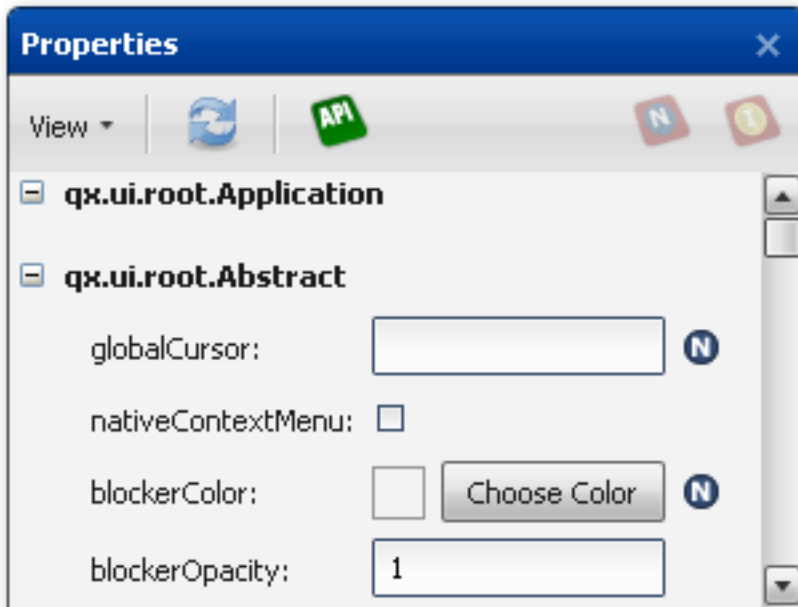 Properties
View API N I
qx.ui.root.Application
qx.ui.root.Abstract
globalCursor: N
nativeContextMenu:
blockerColor: Choose Color N
blockerOpacity: 1